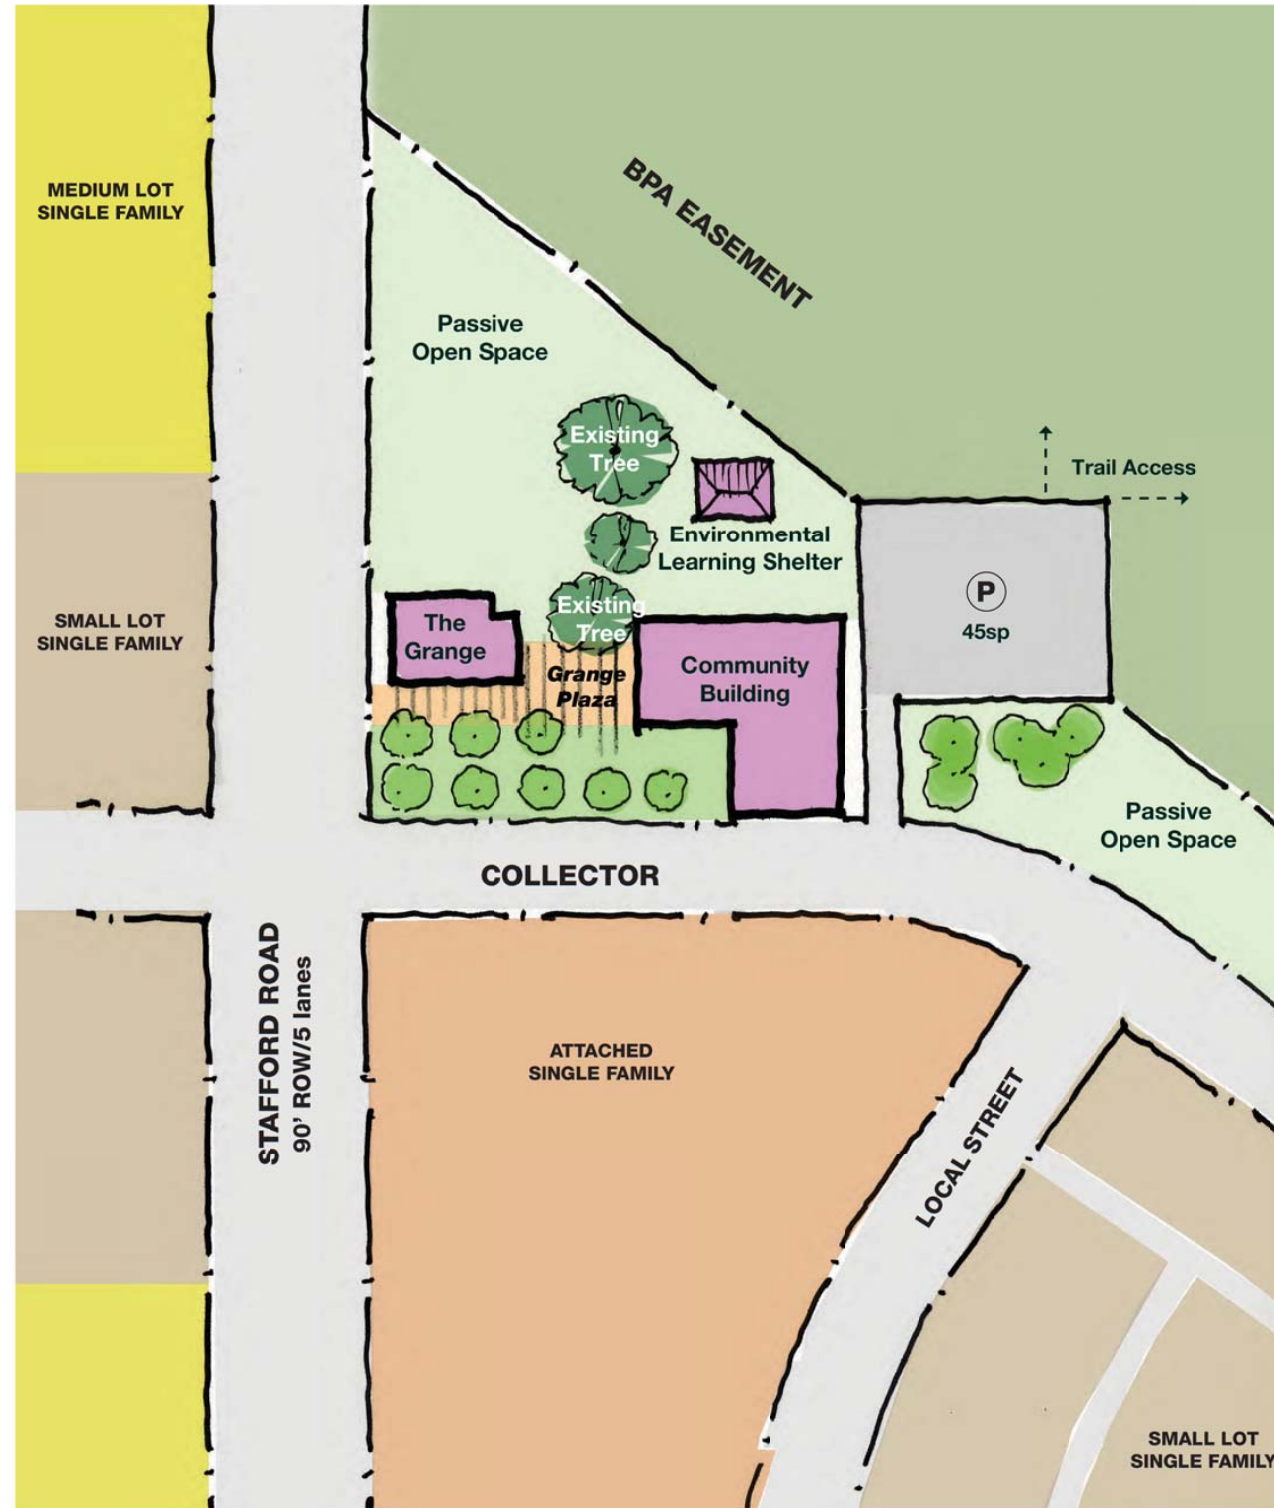 MEDIUM LOT
SINGLE FAMILY
BPA EASEMENT
Passive
Open Space
Existing
Tree
Trail Access
Environmental
Learning Shelter
P
45sp
SMALL LOT
SINGLE FAMILY
The
Grange
Existing
Tree
Grange
Plaza
Community
Building
Passive
Open Space
COLLECTOR
STAFFORD ROAD
90' ROW/5 lanes
ATTACHED
SINGLE FAMILY
LOCAL STREET
SMALL LOT
SINGLE FAMILY